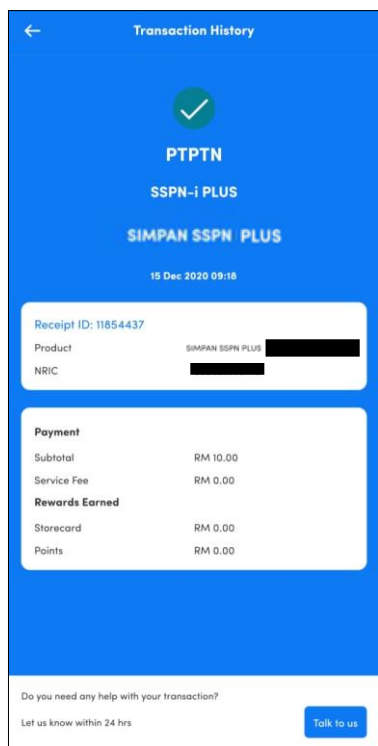 Transaction History
PTPTN
SSPN-i PLUS
SIMPAN SSPN PLUS
15 Dec 2020 09:18
Receipt ID: 11854437
Product SIMPAN SSPN PLUS
NRIC
Payment
Subtotal RM 10.00
Service Fee RM 0.00
Rewards Earned
Storecard RM 0.00
Points RM 0.00
Do you need any help with your transaction?
Let us know within 24 hrs
Talk to us